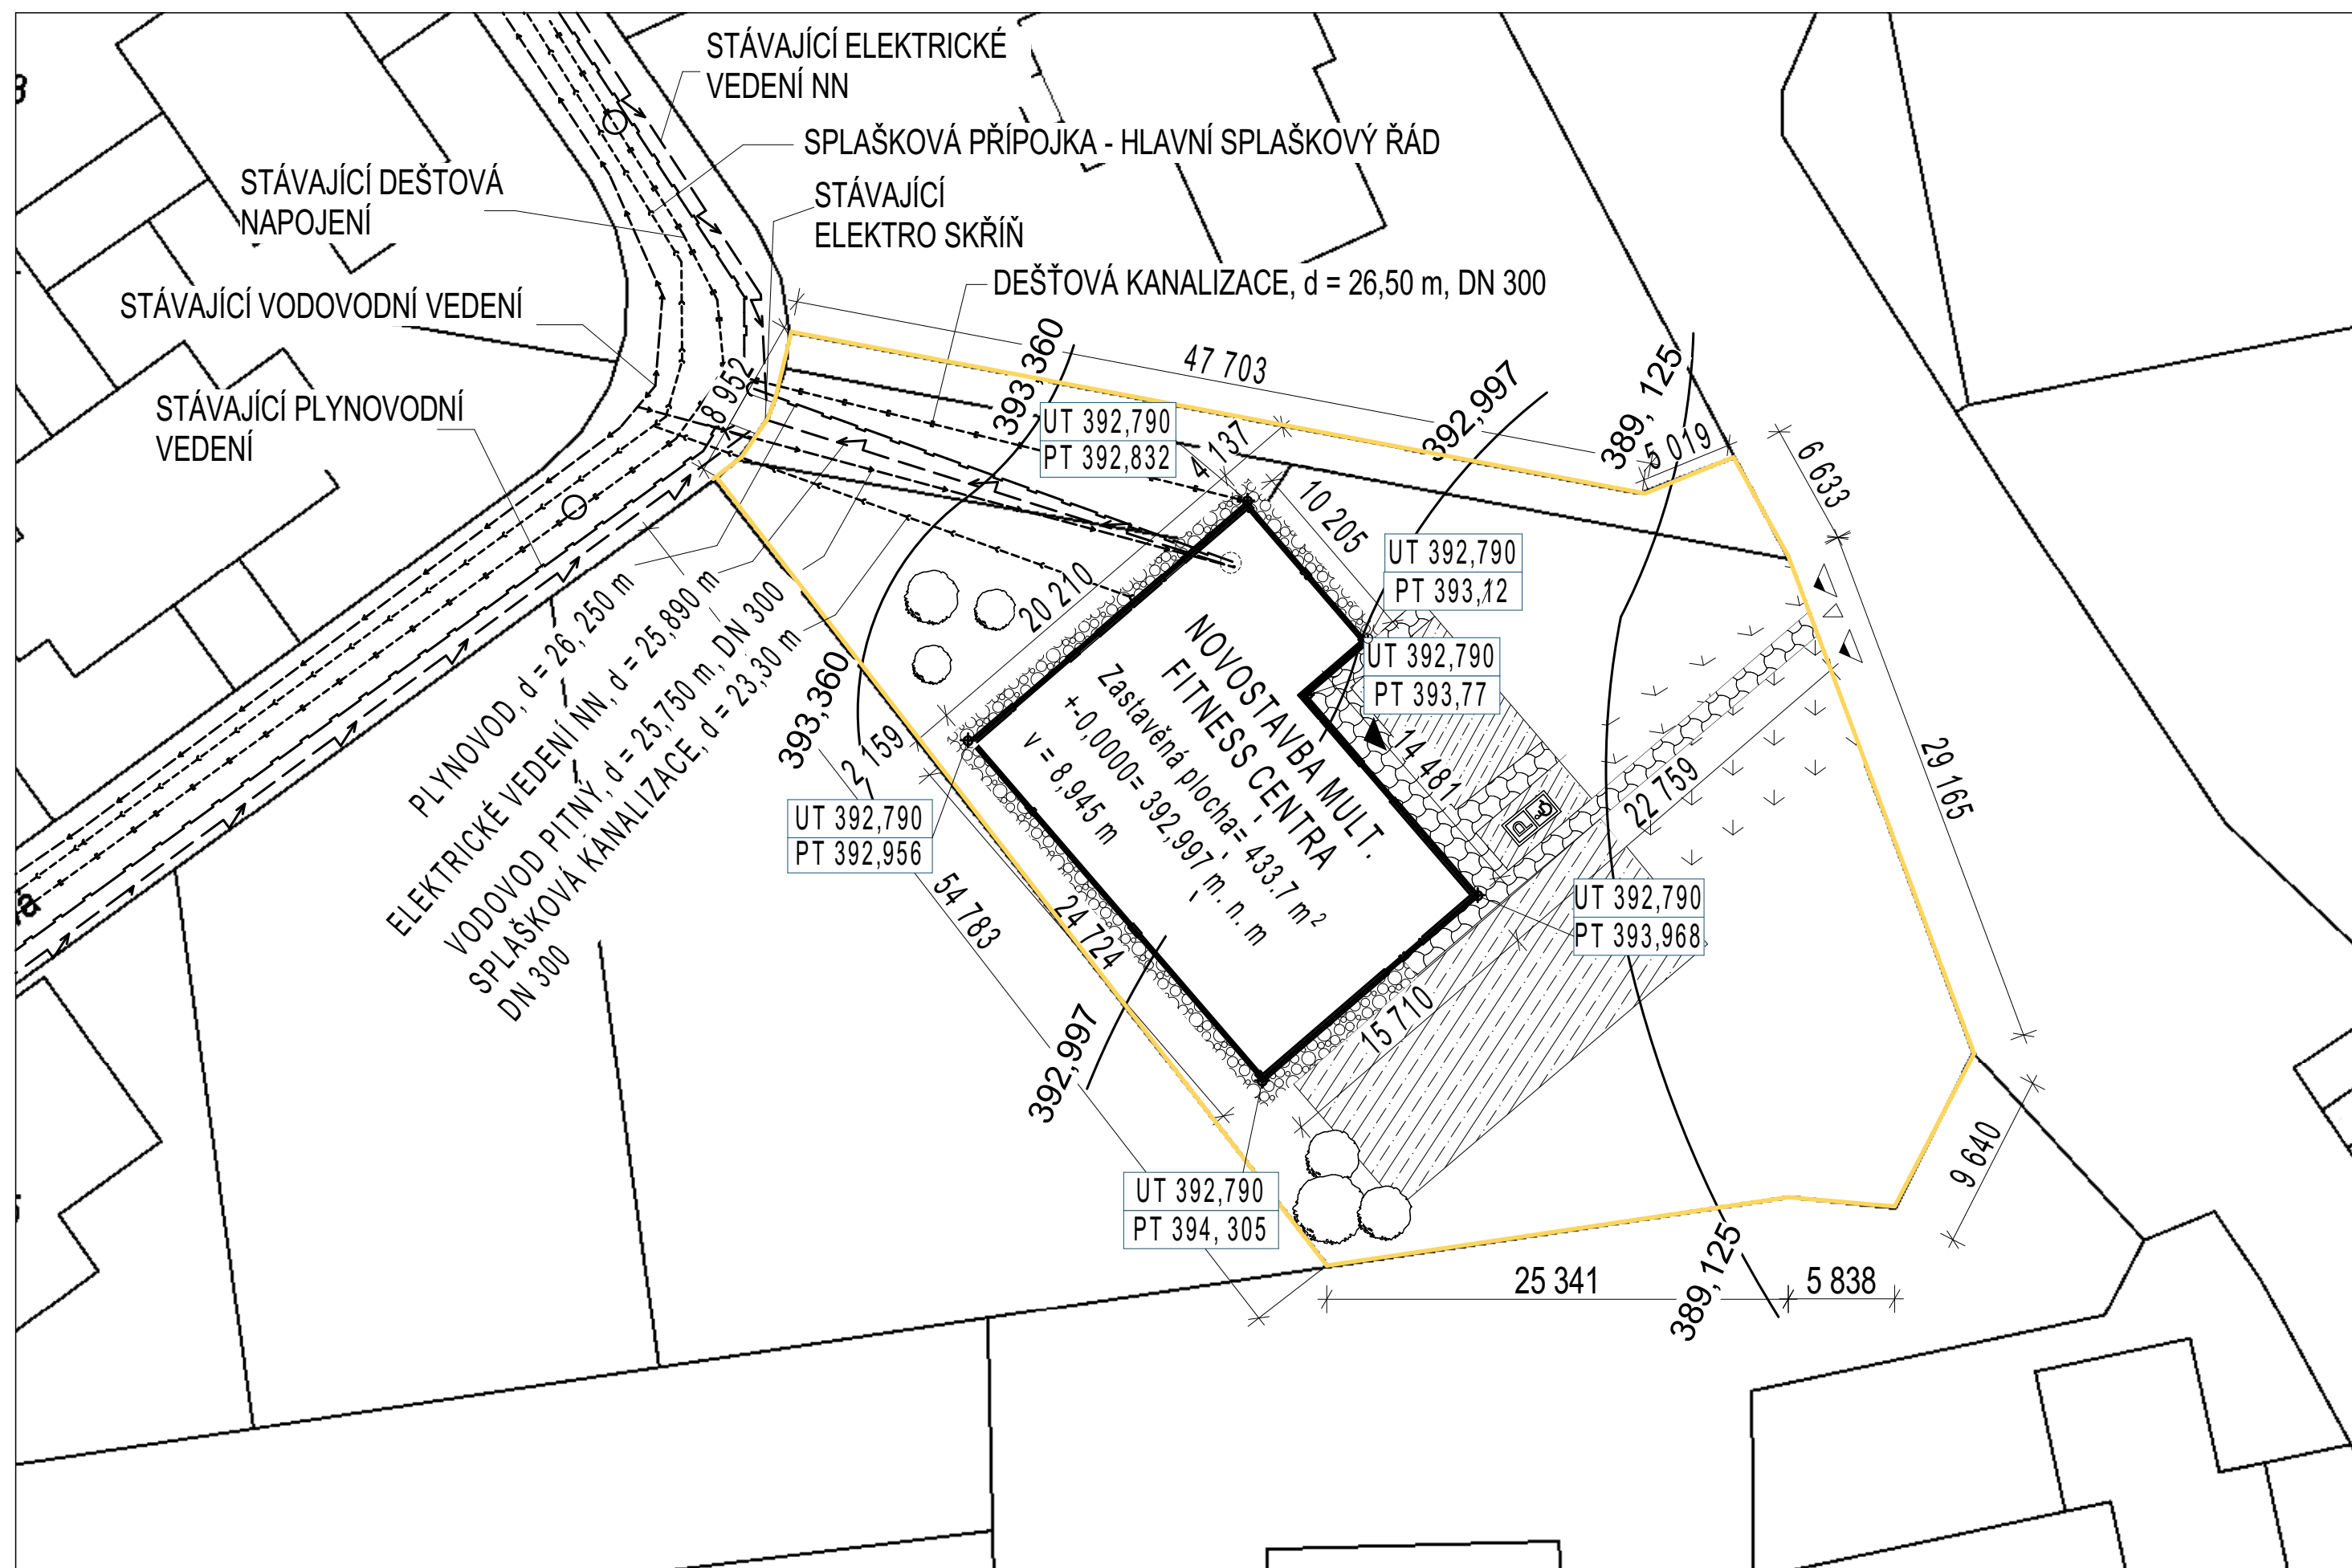 STÁVAJÍCÍ ELEKTRICKÉ
VEDENÍ NN
SPLAŠKOVÁ PŘÍPOJKA - HLAVNÍ SPLAŠKOVÝ ŘÁD
STÁVAJÍCÍ DEŠTOVÁ
NAPOJENÍ
STÁVAJÍCÍ
ELEKTRO SKŘÍŇ
DEŠŤOVÁ KANALIZACE, d = 26,50 m, DN 300
STÁVAJÍCÍ VODOVODNÍ VEDENÍ
STÁVAJÍCÍ PLYNOVODNÍ
VEDENÍ
8 952
393,360
47 703
392,997
389, 125
5 019
6 633
UT 392,790
PT 392,832
4 137
10 205
UT 392,790
PT 393,12
UT 392,790
PT 393,77
20 210
PLYNOVOD, d = 26, 250 m
ELEKTRICKÉ VEDENÍ NN, d = 25,890 m
VODOVOD PITNÝ, d = 25,750 m, DN 300
SPLAŠKOVÁ KANALIZACE, d = 23,30 m
DN 300
393,360
2 159
NOVOSTAVBA MULT.
FITNESS CENTRA
Zastavěná plocha= 433.7 m²
+-0,0000= 392,997 m. n. m
v = 8,945 m
14 481
22 759
29 165
UT 392,790
PT 392,956
54 783
24 724
UT 392,790
PT 393,968
392,997
15 710
UT 392,790
PT 394, 305
9 640
25 341
389,125
5 838